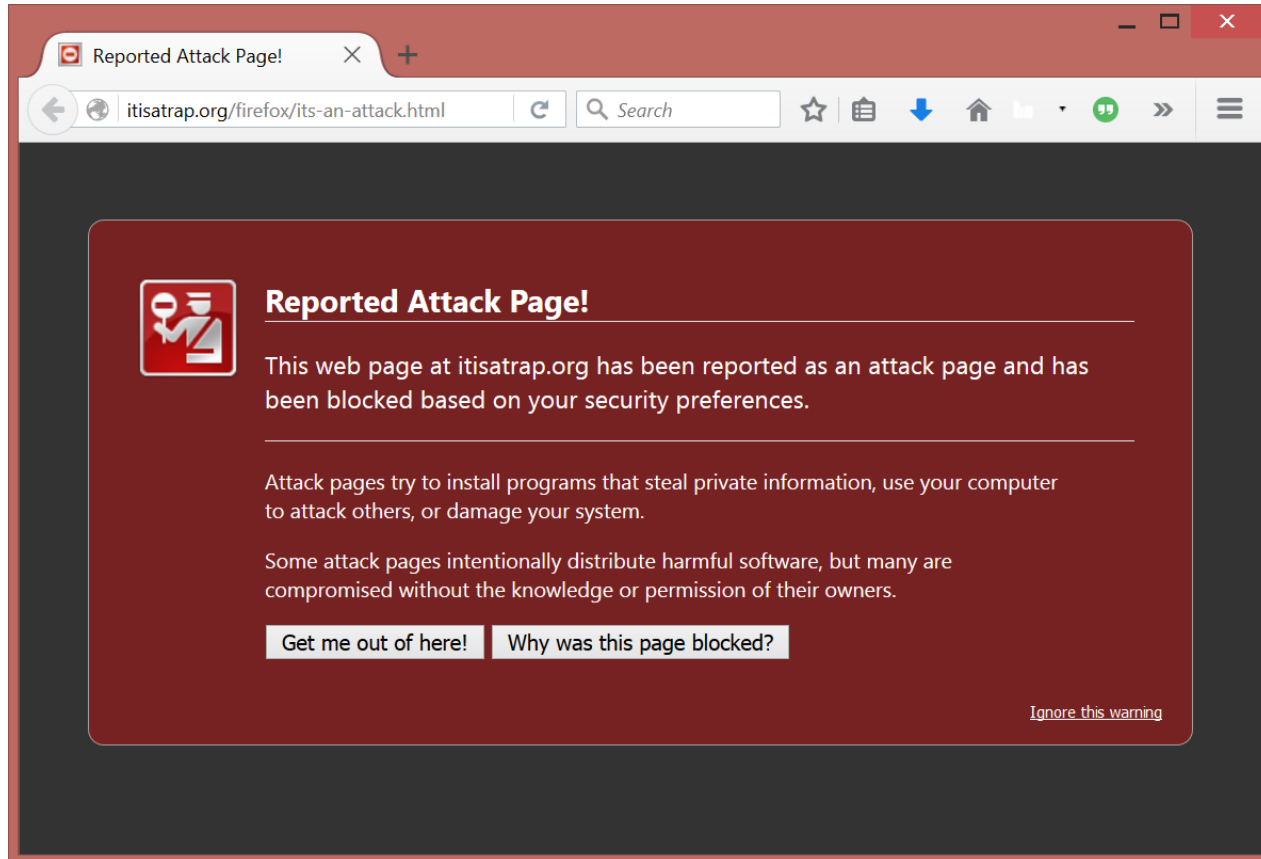 Reported Attack Page!
itisatrap.org/firefox/its-an-attack.html
Search
Reported Attack Page!
This web page at itisatrap.org has been reported as an attack page and has
been blocked based on your security preferences.
Attack pages try to install programs that steal private information, use your computer
to attack others, or damage your system.
Some attack pages intentionally distribute harmful software, but many are
compromised without the knowledge or permission of their owners.
Get me out of here! Why was this page blocked?
Ignore this warning